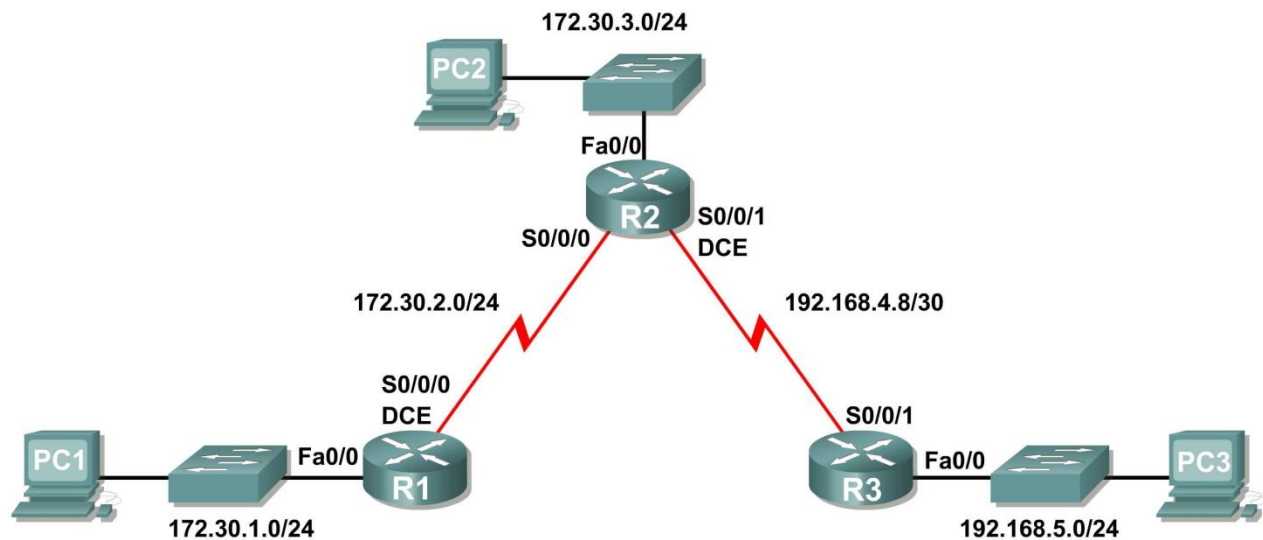 172.30.3.0/24
PC2
Fa0/0
R2
S0/0/0
S0/0/1
DCE
172.30.2.0/24
192.168.4.8/30
S0/0/0
DCE
S0/0/1
PC1
Fa0/0
R1
R3
Fa0/0
PC3
172.30.1.0/24
192.168.5.0/24